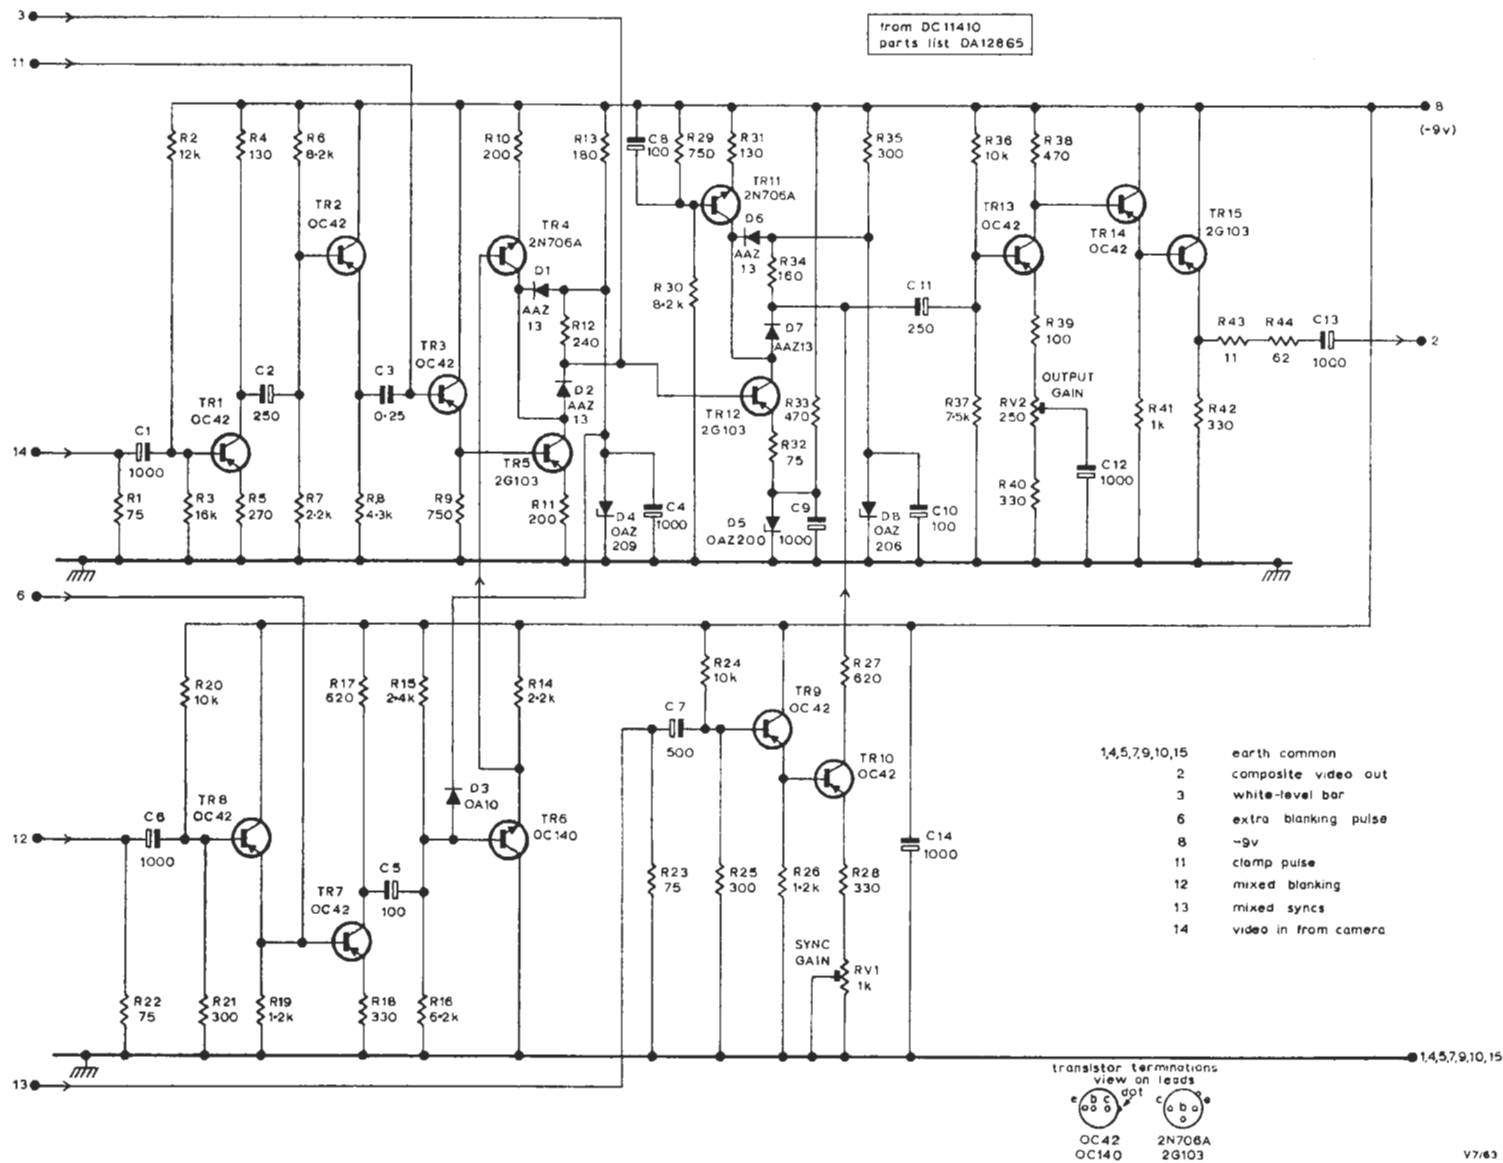 3
from DC11410
parts list DA12865
11
8
(-9v)
R2
12k
R4
130
R6
8·2k
R10
200
R13
180
C8
100
R29
750
R31
130
R35
300
R36
10k
R38
470
TR2
OC42
TR4
2N706A
TR11
2N706A
TR13
OC42
TR14
OC42
TR15
2G103
D1
AAZ
13
D6
AAZ
13
R34
160
R30
8·2k
C11
250
R12
240
D7
AAZ13
R39
100
R43
11
R44
62
C13
1000
2
TR3
OC42
C2
250
C3
0·25
D2
AAZ
13
TR12
2G103
R33
470
R37
7·5k
OUTPUT
GAIN
RV2
250
R41
1k
R42
330
TR1
OC42
14
C1
1000
TR5
2G103
R32
75
C12
1000
R1
75
R3
16k
R5
270
R7
2·2k
R8
4·3k
R9
750
R11
200
D4
OAZ
209
C4
1000
D5
OAZ200
C9
1000
D8
OAZ
206
C10
100
R40
330
6
R20
10k
R17
620
R15
2·4k
R14
2·2k
R24
10k
R27
620
C7
500
TR9
OC42
TR10
OC42
D3
OA10
TR8
OC42
TR6
OC140
12
C6
1000
C5
100
TR7
OC42
R23
75
R25
300
R26
1·2k
R28
330
C14
1000
SYNC
GAIN
RV1
1k
R22
75
R21
300
R19
1·2k
R18
330
R16
6·2k
1,4,5,7,9,10,15 earth common
2 composite video out
3 white-level bar
6 extra blanking pulse
8 -9v
11 clamp pulse
12 mixed blanking
13 mixed syncs
14 video in from camera
1,4,5,7,9,10,15
13
transistor terminations
view on leads
dot
e b c
c b e
OC42
OC140
2N706A
2G103
V7/63